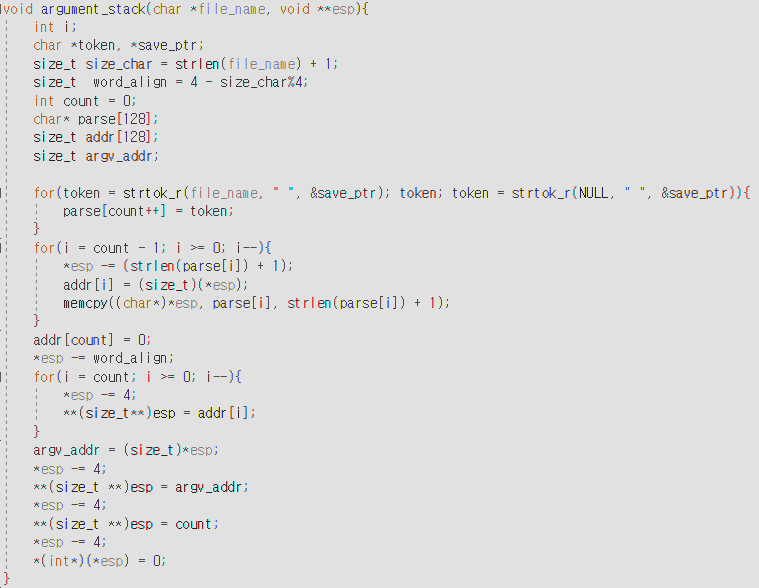 void argument_stack(char *file_name, void **esp){
    int i;
    char *token, *save_ptr;
    size_t size_char = strlen(file_name) + 1;
    size_t  word_align = 4 - size_char%4;
    int count = 0;
    char* parse[128];
    size_t addr[128];
    size_t argv_addr;

    for(token = strtok_r(file_name, " ", &save_ptr); token; token = strtok_r(NULL, " ", &save_ptr)){
        parse[count++] = token;
    }
    for(i = count - 1; i >= 0; i--){
        *esp -= (strlen(parse[i]) + 1);
        addr[i] = (size_t)(*esp);
        memcpy((char*)*esp, parse[i], strlen(parse[i]) + 1);
    }
    addr[count] = 0;
    *esp -= word_align;
    for(i = count; i >= 0; i--){
        *esp -= 4;
        **(size_t**)esp = addr[i];
    }
    argv_addr = (size_t)*esp;
    *esp -= 4;
    **(size_t **)esp = argv_addr;
    *esp -= 4;
    **(size_t **)esp = count;
    *esp -= 4;
    *(int*)(*esp) = 0;
}